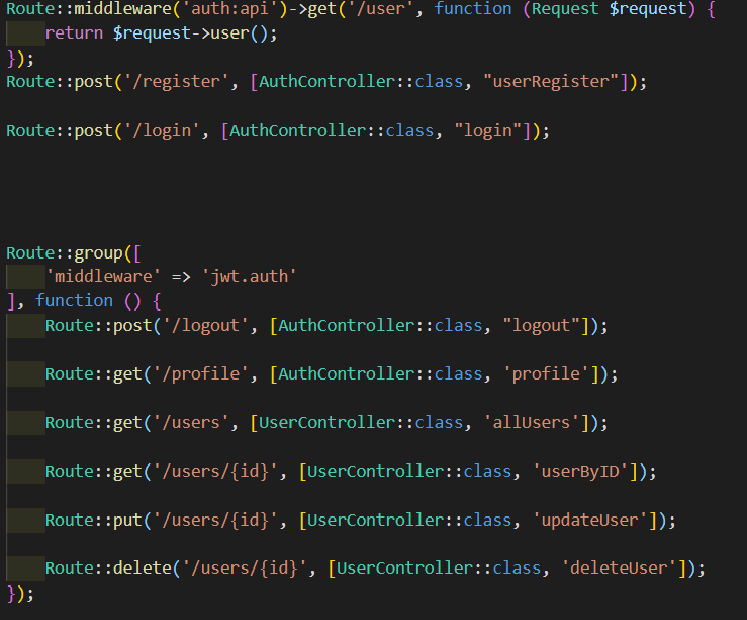 Route::middleware('auth:api')->get('/user', function (Request $request) {
    return $request->user();
});
Route::post('/register', [AuthController::class, "userRegister"]);
Route::post('/login', [AuthController::class, "login"]);
Route::group([
    'middleware' => 'jwt.auth'
], function () {
    Route::post('/logout', [AuthController::class, "logout"]);
    Route::get('/profile', [AuthController::class, 'profile']);
    Route::get('/users', [UserController::class, 'allUsers']);
    Route::get('/users/{id}', [UserController::class, 'userByID']);
    Route::put('/users/{id}', [UserController::class, 'updateUser']);
    Route::delete('/users/{id}', [UserController::class, 'deleteUser']);
});